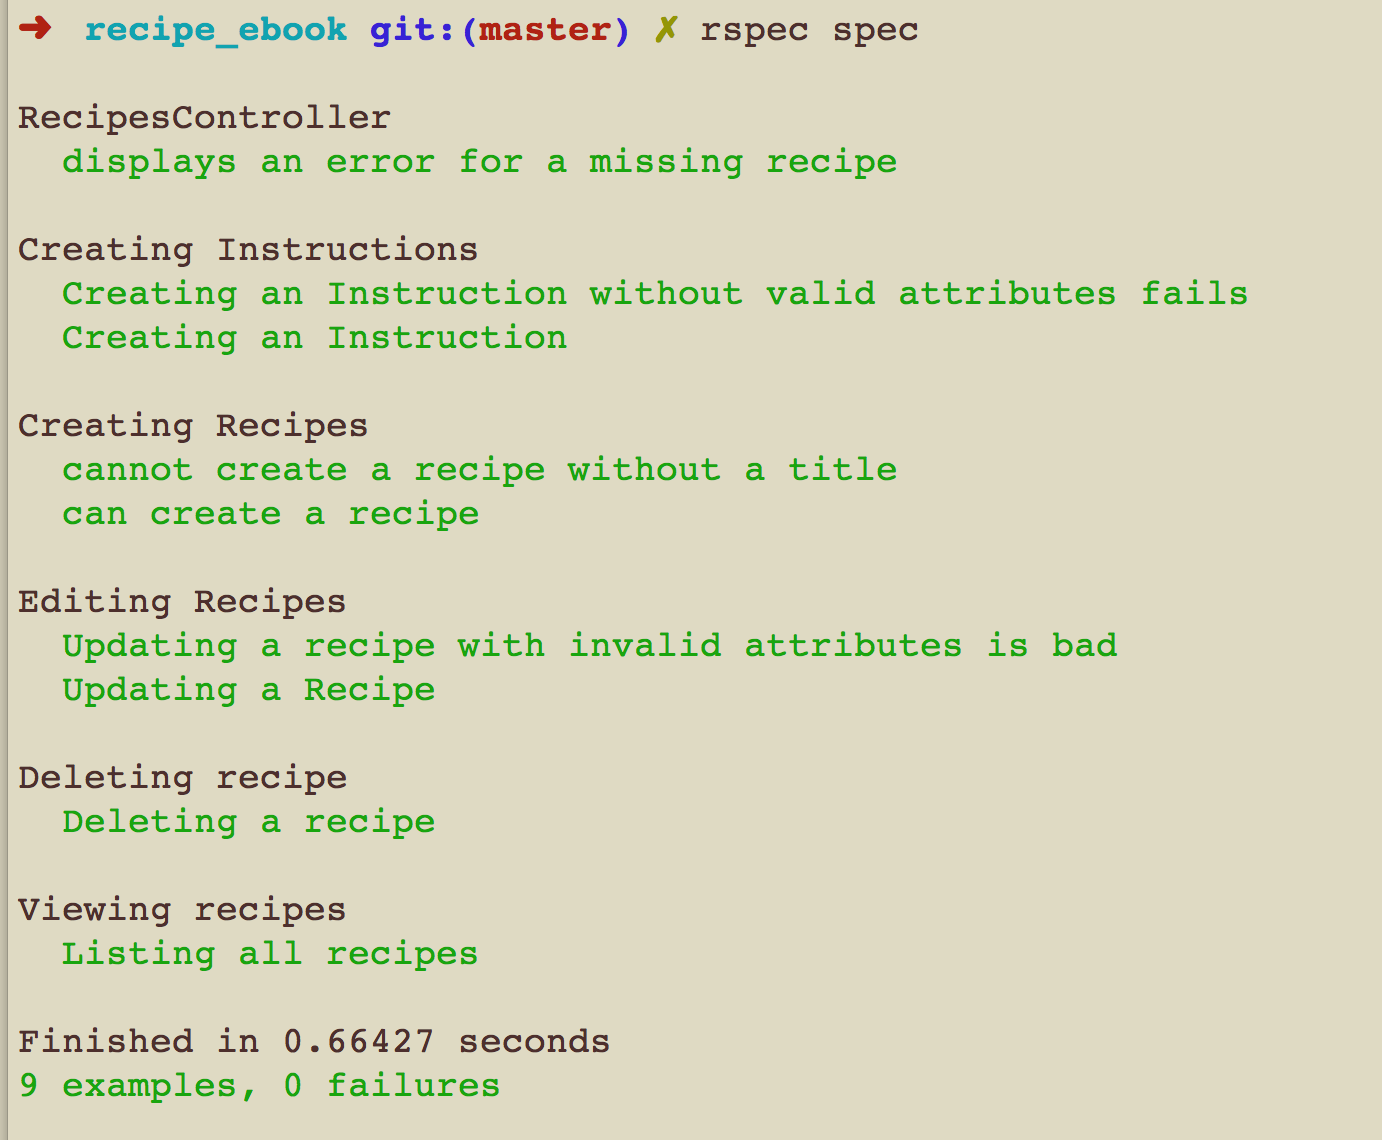 ➜  recipe_ebook git:(master) ✗ rspec spec

RecipesController
  displays an error for a missing recipe

Creating Instructions
  Creating an Instruction without valid attributes fails
  Creating an Instruction

Creating Recipes
  cannot create a recipe without a title
  can create a recipe

Editing Recipes
  Updating a recipe with invalid attributes is bad
  Updating a Recipe

Deleting recipe
  Deleting a recipe

Viewing recipes
  Listing all recipes

Finished in 0.66427 seconds
9 examples, 0 failures